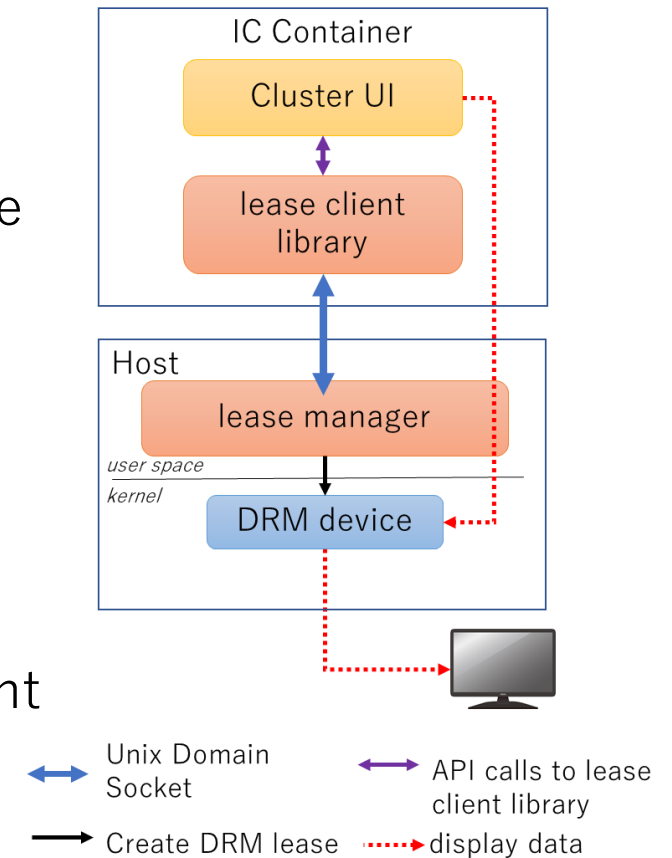 IC Container
Cluster UI
e
lease client
library
Host
lease manager
user space
kernel
DRM device
nt
Unix Domain
Socket
API calls to lease
client library
Create DRM lease
display data